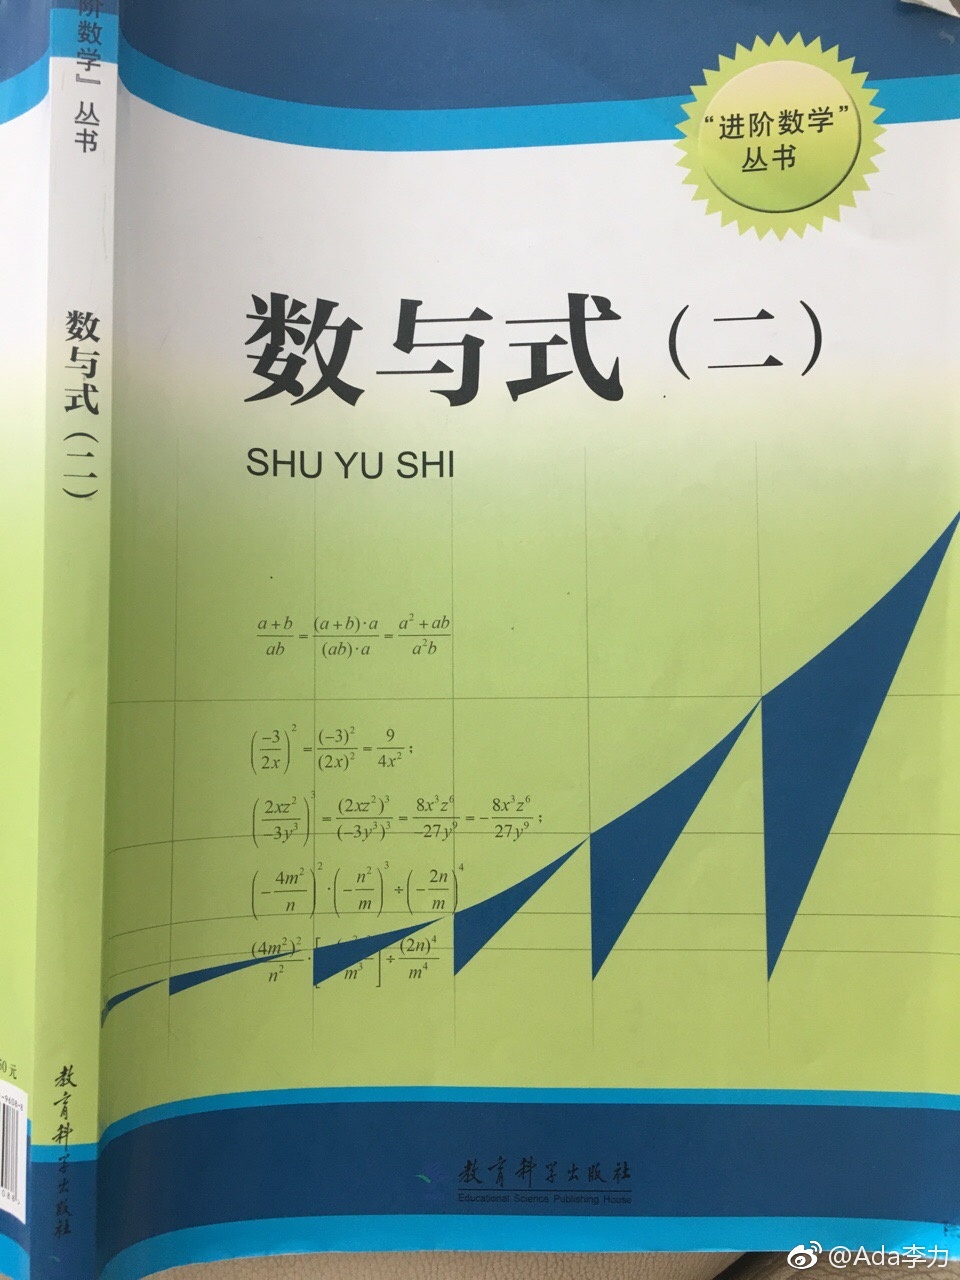 阶数学』丛书
数与式（二）
教育科学出版社
“进阶数学”
丛书
数与式（二）
SHU YU SHI
(a+b)/(ab) = ((a+b)·a)/((ab)·a) = (a²+ab)/(a²b)
(-3/2x)² = (-3)²/(2x)² = 9/4x²；
(2xz²/-3y³)³ = (2xz²)³/(-3y³)³ = 8x³z⁶/-27y⁹ = -8x³z⁶/27y⁹；
(-4m²/n)²·(-n²/m)³÷(-2n/m)⁴
(4m²)²/n²·[ m³]÷(2n)⁴/m⁴
教育科学出版社
Educational Science Publishing House
元
-9608-8
@Ada李力